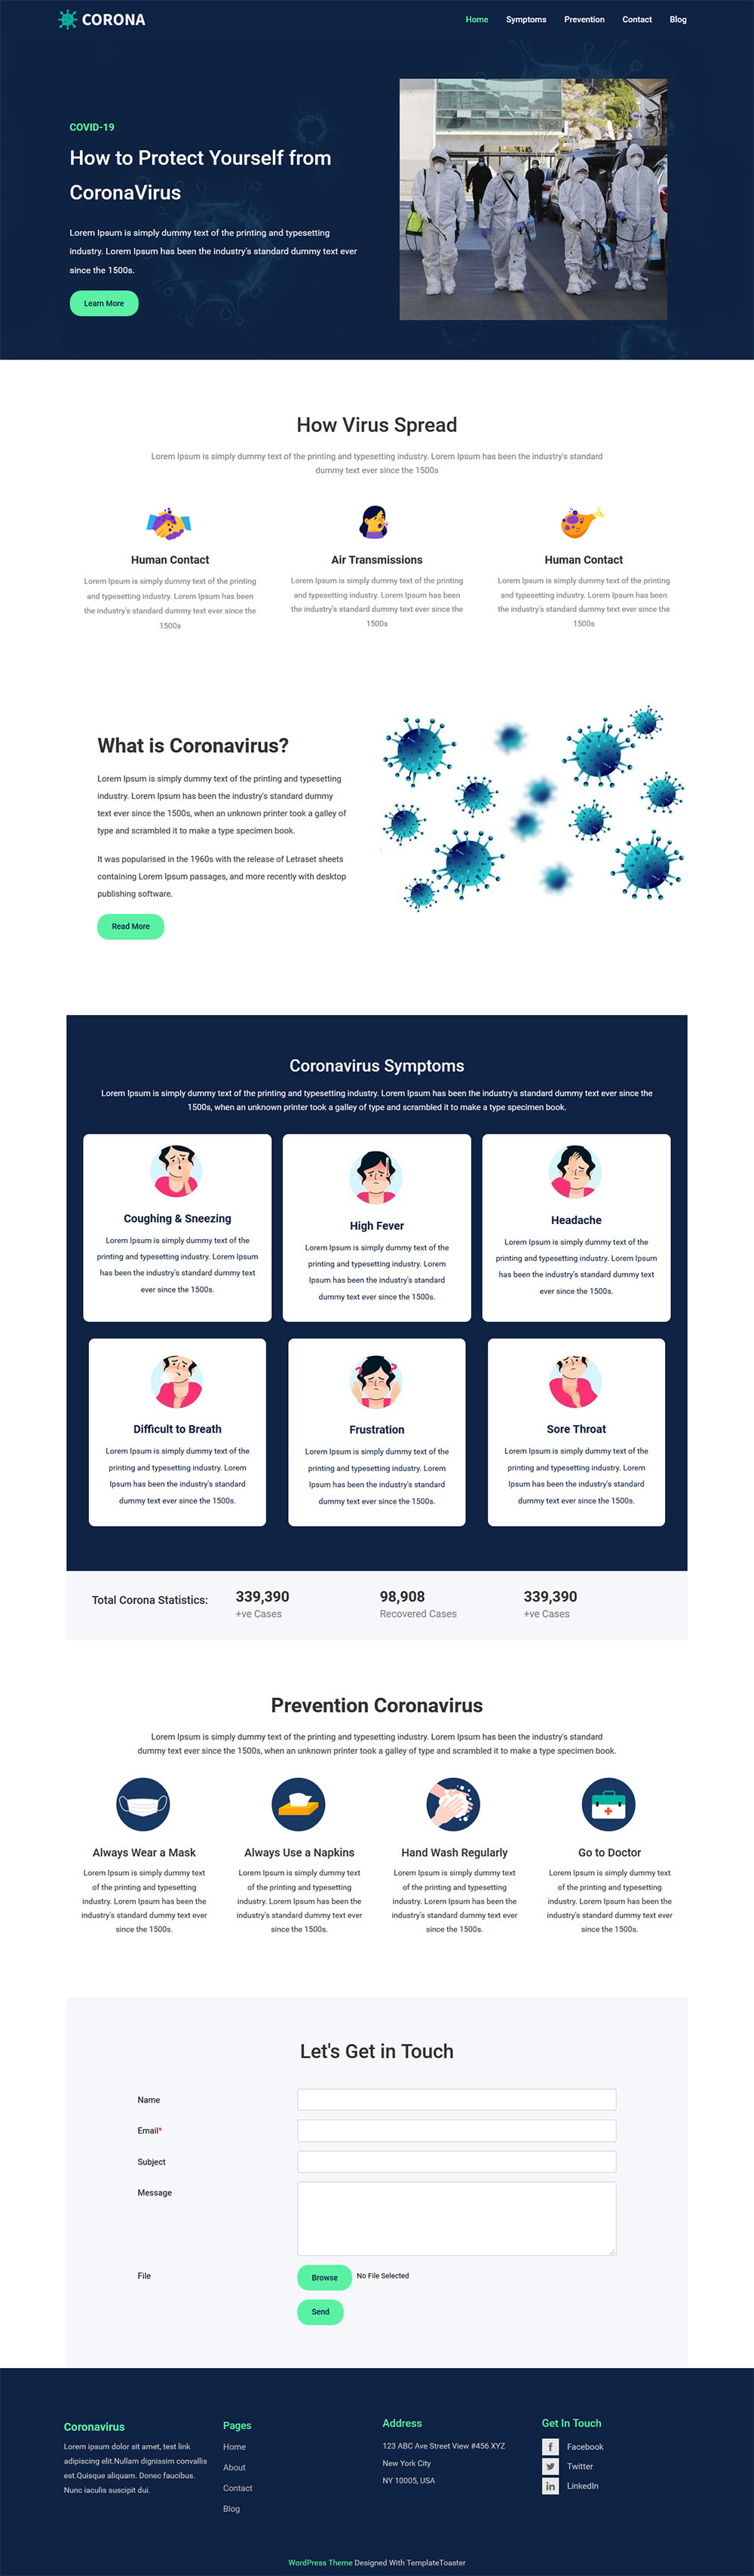 CORONA
Home Symptoms Prevention Contact Blog
COVID-19
How to Protect Yourself from
CoronaVirus
Lorem Ipsum is simply dummy text of the printing and typesetting
industry. Lorem Ipsum has been the industry's standard dummy text ever
since the 1500s.
Learn More
How Virus Spread
Lorem Ipsum is simply dummy text of the printing and typesetting industry. Lorem Ipsum has been the industry's standard
dummy text ever since the 1500s
Human Contact
Lorem Ipsum is simply dummy text of the printing
and typesetting industry. Lorem Ipsum has been
the industry's standard dummy text ever since the
1500s
Air Transmissions
Lorem Ipsum is simply dummy text of the printing
and typesetting industry. Lorem Ipsum has been
the industry's standard dummy text ever since the
1500s
Human Contact
Lorem Ipsum is simply dummy text of the printing
and typesetting industry. Lorem Ipsum has been
the industry's standard dummy text ever since the
1500s
What is Coronavirus?
Lorem Ipsum is simply dummy text of the printing and typesetting
industry. Lorem Ipsum has been the industry's standard dummy
text ever since the 1500s, when an unknown printer took a galley of
type and scrambled it to make a type specimen book.
It was popularised in the 1960s with the release of Letraset sheets
containing Lorem Ipsum passages, and more recently with desktop
publishing software.
Read More
Coronavirus Symptoms
Lorem Ipsum is simply dummy text of the printing and typesetting industry. Lorem Ipsum has been the industry's standard dummy text ever since the
1500s, when an unknown printer took a galley of type and scrambled it to make a type specimen book.
Coughing & Sneezing
Lorem Ipsum is simply dummy text of the
printing and typesetting industry. Lorem Ipsum
has been the industry's standard dummy text
ever since the 1500s.
High Fever
Lorem Ipsum is simply dummy text of the
printing and typesetting industry. Lorem
Ipsum has been the industry's standard
dummy text ever since the 1500s.
Headache
Lorem Ipsum is simply dummy text of the
printing and typesetting industry. Lorem Ipsum
has been the industry's standard dummy text
ever since the 1500s.
Difficult to Breath
Lorem Ipsum is simply dummy text of the
printing and typesetting industry. Lorem
Ipsum has been the industry's standard
dummy text ever since the 1500s.
Frustration
Lorem Ipsum is simply dummy text of the
printing and typesetting industry. Lorem
Ipsum has been the industry's standard
dummy text ever since the 1500s.
Sore Throat
Lorem Ipsum is simply dummy text of the
printing and typesetting industry. Lorem
Ipsum has been the industry's standard
dummy text ever since the 1500s.
Total Corona Statistics:
339,390
+ve Cases
98,908
Recovered Cases
339,390
+ve Cases
Prevention Coronavirus
Lorem Ipsum is simply dummy text of the printing and typesetting industry. Lorem Ipsum has been the industry's standard
dummy text ever since the 1500s, when an unknown printer took a galley of type and scrambled it to make a type specimen book.
Always Wear a Mask
Lorem Ipsum is simply dummy text
of the printing and typesetting
industry. Lorem Ipsum has been the
industry's standard dummy text ever
since the 1500s.
Always Use a Napkins
Lorem Ipsum is simply dummy text
of the printing and typesetting
industry. Lorem Ipsum has been the
industry's standard dummy text ever
since the 1500s.
Hand Wash Regularly
Lorem Ipsum is simply dummy text
of the printing and typesetting
industry. Lorem Ipsum has been the
industry's standard dummy text ever
since the 1500s.
Go to Doctor
Lorem Ipsum is simply dummy text
of the printing and typesetting
industry. Lorem Ipsum has been the
industry's standard dummy text ever
since the 1500s.
Let's Get in Touch
Name
Email*
Subject
Message
File
Browse
No File Selected
Send
Coronavirus
Lorem ipsum dolor sit amet, test link
adipiscing elit.Nullam dignissim convallis
est.Quisque aliquam. Donec faucibus.
Nunc iaculis suscipit dui.
Pages
Home
About
Contact
Blog
Address
123 ABC Ave Street View #456 XYZ
New York City
NY 10005, USA
Get In Touch
Facebook
Twitter
LinkedIn
WordPress Theme Designed With TemplateToaster